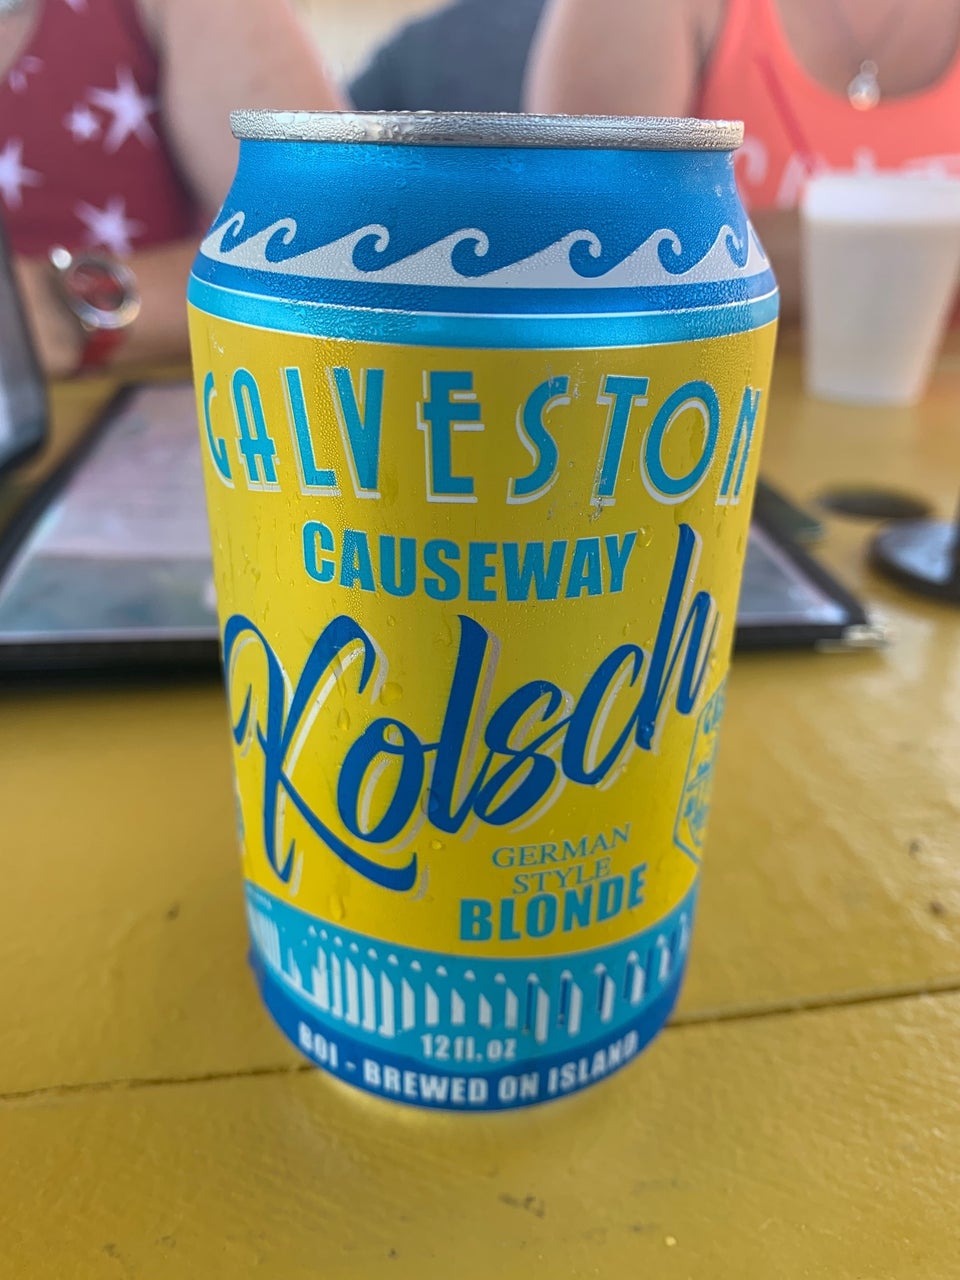 GALVESTON
CAUSEWAY
Kolsch
GERMAN
STYLE
BLONDE
12 fl. oz
BOI - BREWED ON ISLAND